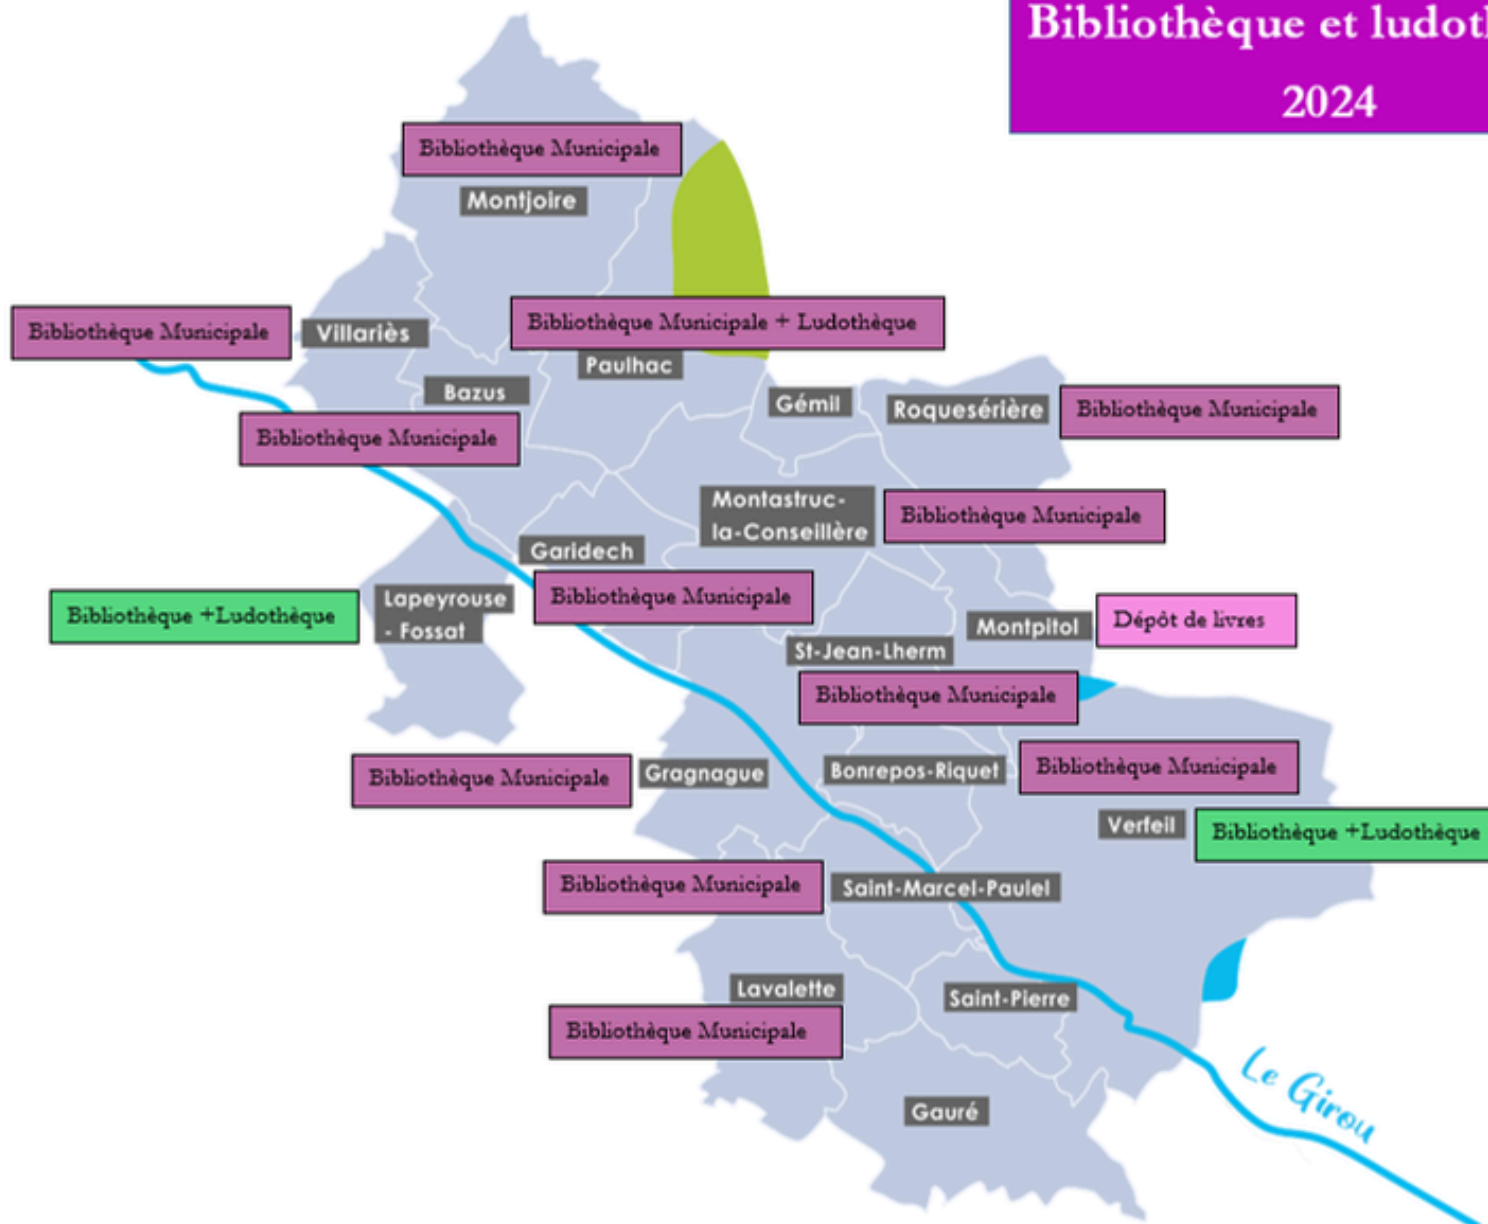 Bibliothèque et ludoth
2024
Bibliothèque Municipale
Montjoire
Bibliothèque Municipale
Villariès
Bibliothèque Municipale + Ludothèque
Paulhac
Bazus
Bibliothèque Municipale
Gémil
Roquesérière
Bibliothèque Municipale
Montastruc-
la-Conseillère
Bibliothèque Municipale
Garidech
Bibliothèque Municipale
Bibliothèque +Ludothèque
Lapeyrouse
- Fossat
Montpitol
Dépôt de livres
St-Jean-Lherm
Bibliothèque Municipale
Bibliothèque Municipale
Gragnague
Bonrepos-Riquet
Bibliothèque Municipale
Verfeil
Bibliothèque +Ludothèque
Bibliothèque Municipale
Saint-Marcel-Paulel
Lavalette
Bibliothèque Municipale
Saint-Pierre
Le Girou
Gauré